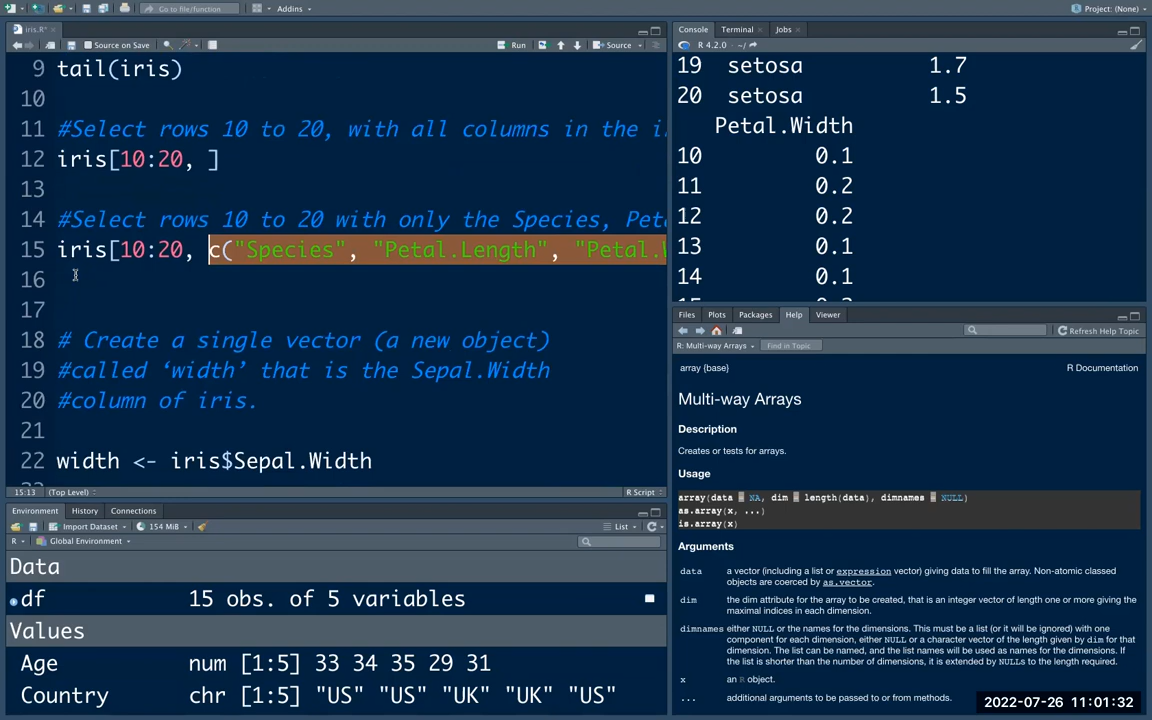 Go to file/function
Addins
Project: (None)
Iris.R*
Source on Save
Run
Source
9 tail(iris)
10
11 #Select rows 10 to 20, with all columns in the i
12 iris[10:20, ]
13
14 #Select rows 10 to 20 with only the Species, Pet
15 iris[10:20, c("Species", "Petal.Length", "Petal.W
16
17
18 # Create a single vector (a new object)
19 #called ‘width’ that is the Sepal.Width
20 #column of iris.
21
22 width <- iris$Sepal.Width
15:13 (Top Level)
R Script
Environment History Connections
Import Dataset
154 MiB
List
R
Global Environment
Data
df 15 obs. of 5 variables
Values
Age num [1:5] 33 34 35 29 31
Country chr [1:5] "US" "US" "UK" "UK" "US"
Console Terminal Jobs
R 4.2.0 · ~/
19 setosa 1.7
20 setosa 1.5
Petal.Width
10 0.1
11 0.2
12 0.2
13 0.1
14 0.1
Files Plots Packages Help Viewer
Refresh Help Topic
R: Multi-way Arrays
Find in Topic
array {base}
R Documentation
Multi-way Arrays
Description
Creates or tests for arrays.
Usage
array(data = NA, dim = length(data), dimnames = NULL)
as.array(x, ...)
is.array(x)
Arguments
data a vector (including a list or expression vector) giving data to fill the array. Non-atomic classed
objects are coerced by as.vector.
dim the dim attribute for the array to be created, that is an integer vector of length one or more giving the
maximal indices in each dimension.
dimnames either NULL or the names for the dimensions. This must be a list (or it will be ignored) with one
component for each dimension, either NULL or a character vector of the length given by dim for that
dimension. The list can be named, and the list names will be used as names for the dimensions. If
the list is shorter than the number of dimensions, it is extended by NULLs to the length required.
x an R object.
... additional arguments to be passed to or from methods.
2022-07-26 11:01:32